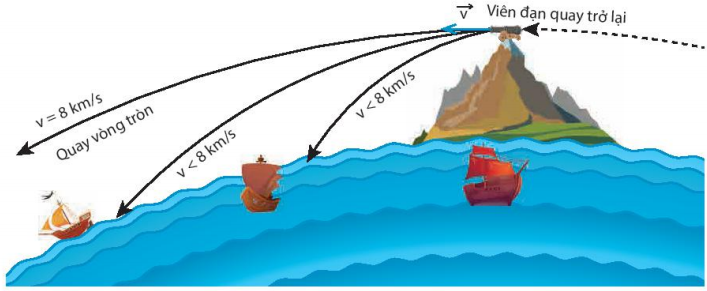 v Viên đạn quay trở lại
v = 8 km/s
Quay vòng tròn
v < 8 km/s
v < 8 km/s